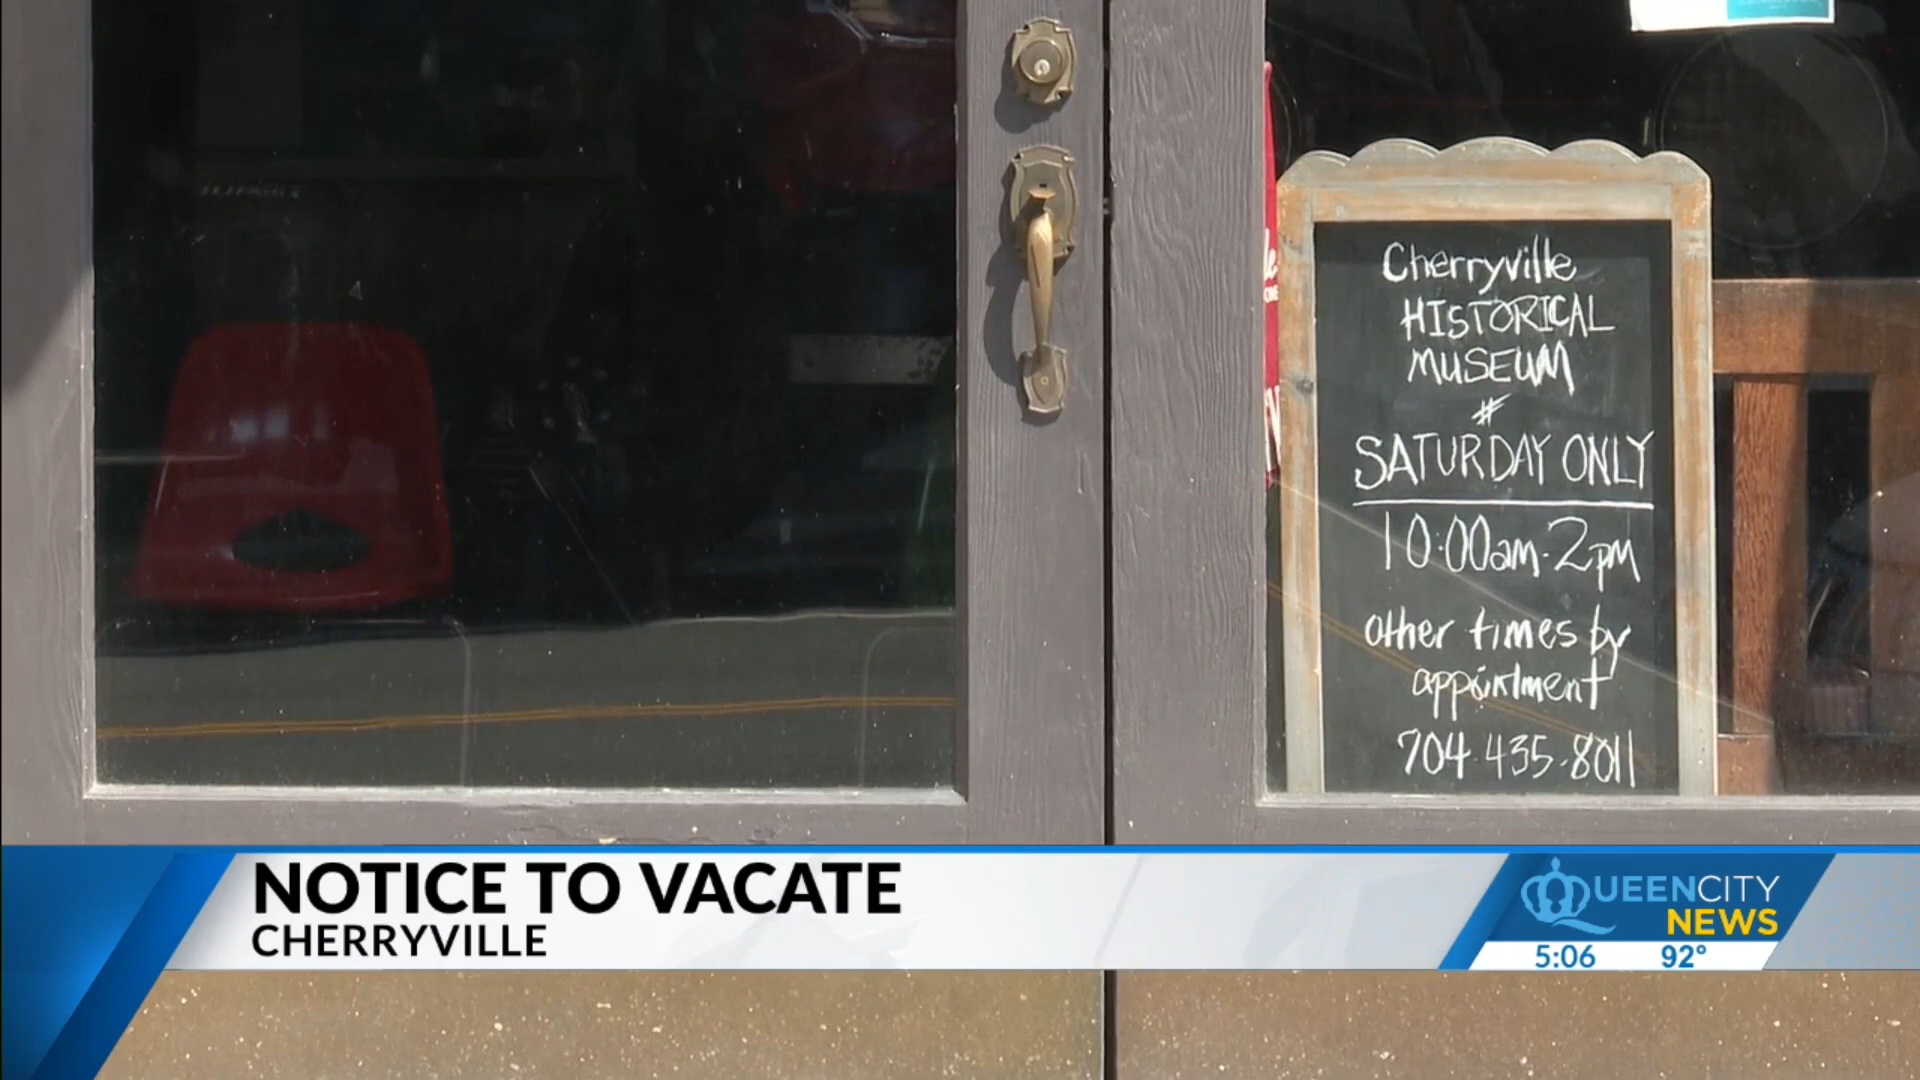 Cherryville
HISTORICAL
MUSEUM
#
SATURDAY ONLY
10:00am-2pm
other times by
appointment
704-435-8011
NOTICE TO VACATE
CHERRYVILLE
QUEENCITY
NEWS
5:06 92°